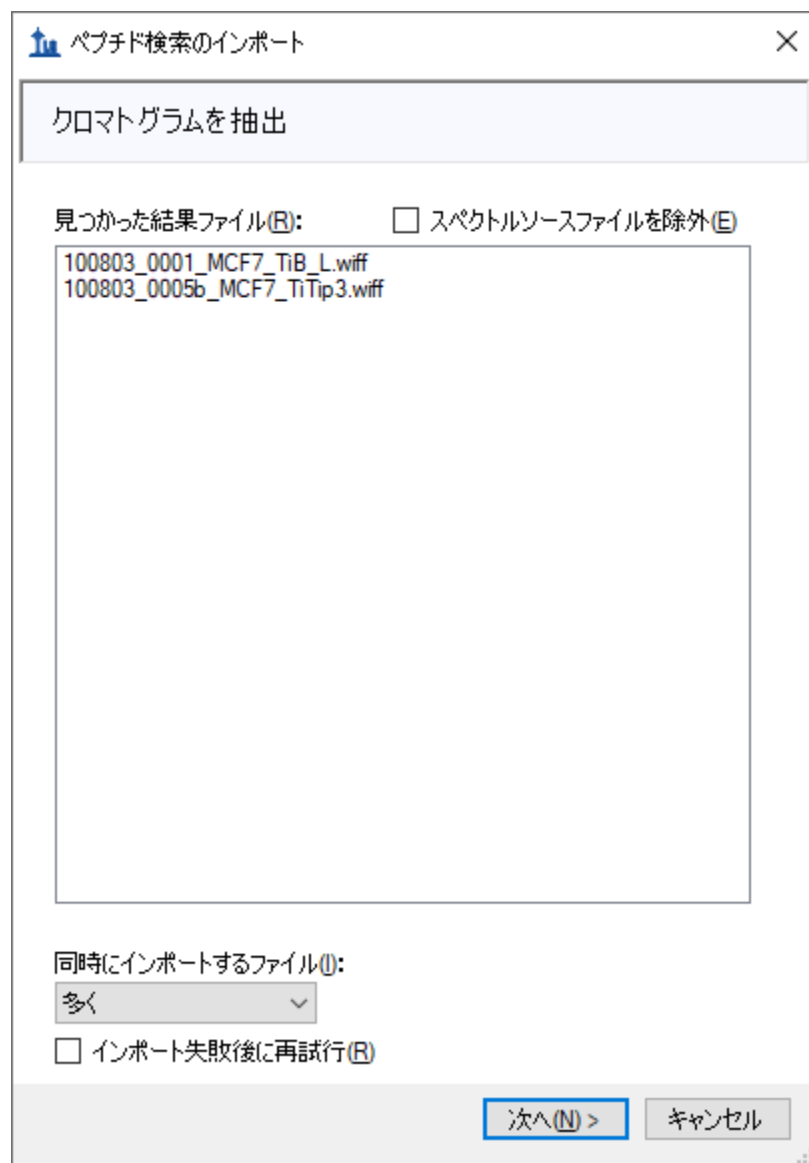 ペプチド検索のインポート
クロマトグラムを抽出
見つかった結果ファイル(R): スペクトルソースファイルを除外(E)
100803_0001_MCF7_TiB_L.wiff
100803_0005b_MCF7_TiTip3.wiff
同時にインポートするファイル(I):
多く
インポート失敗後に再試行(R)
次へ(N) > キャンセル